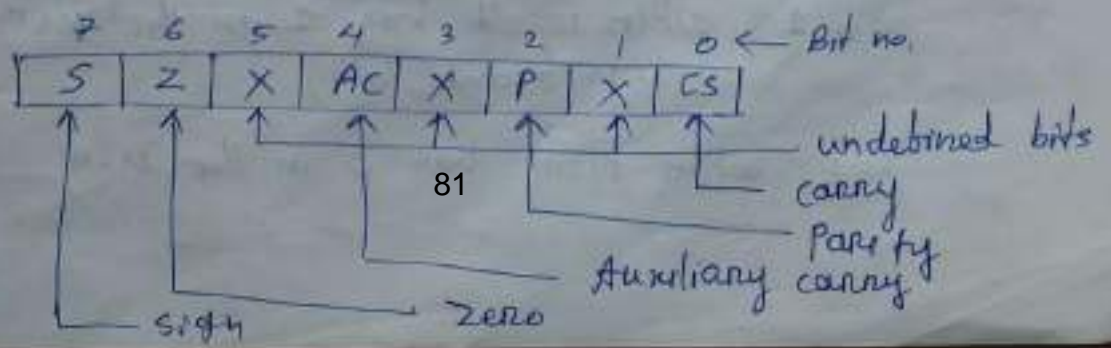 7 6 5 4 3 2 1 0 ← Bit no.
S Z X AC X P X CS
undefined bits
81
carry
Parity
Auxiliary carry
Zero
sign